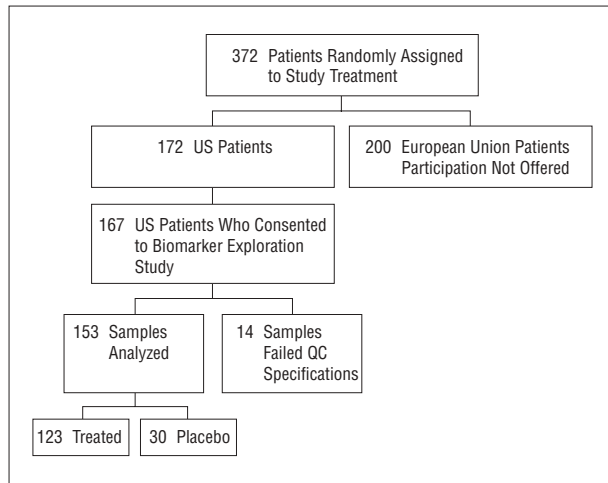 372 Patients Randomly Assigned
to Study Treatment
172 US Patients
200 European Union Patients
Participation Not Offered
167 US Patients Who Consented
to Biomarker Exploration
Study
153 Samples
Analyzed
14 Samples
Failed QC
Specifications
123 Treated
30 Placebo